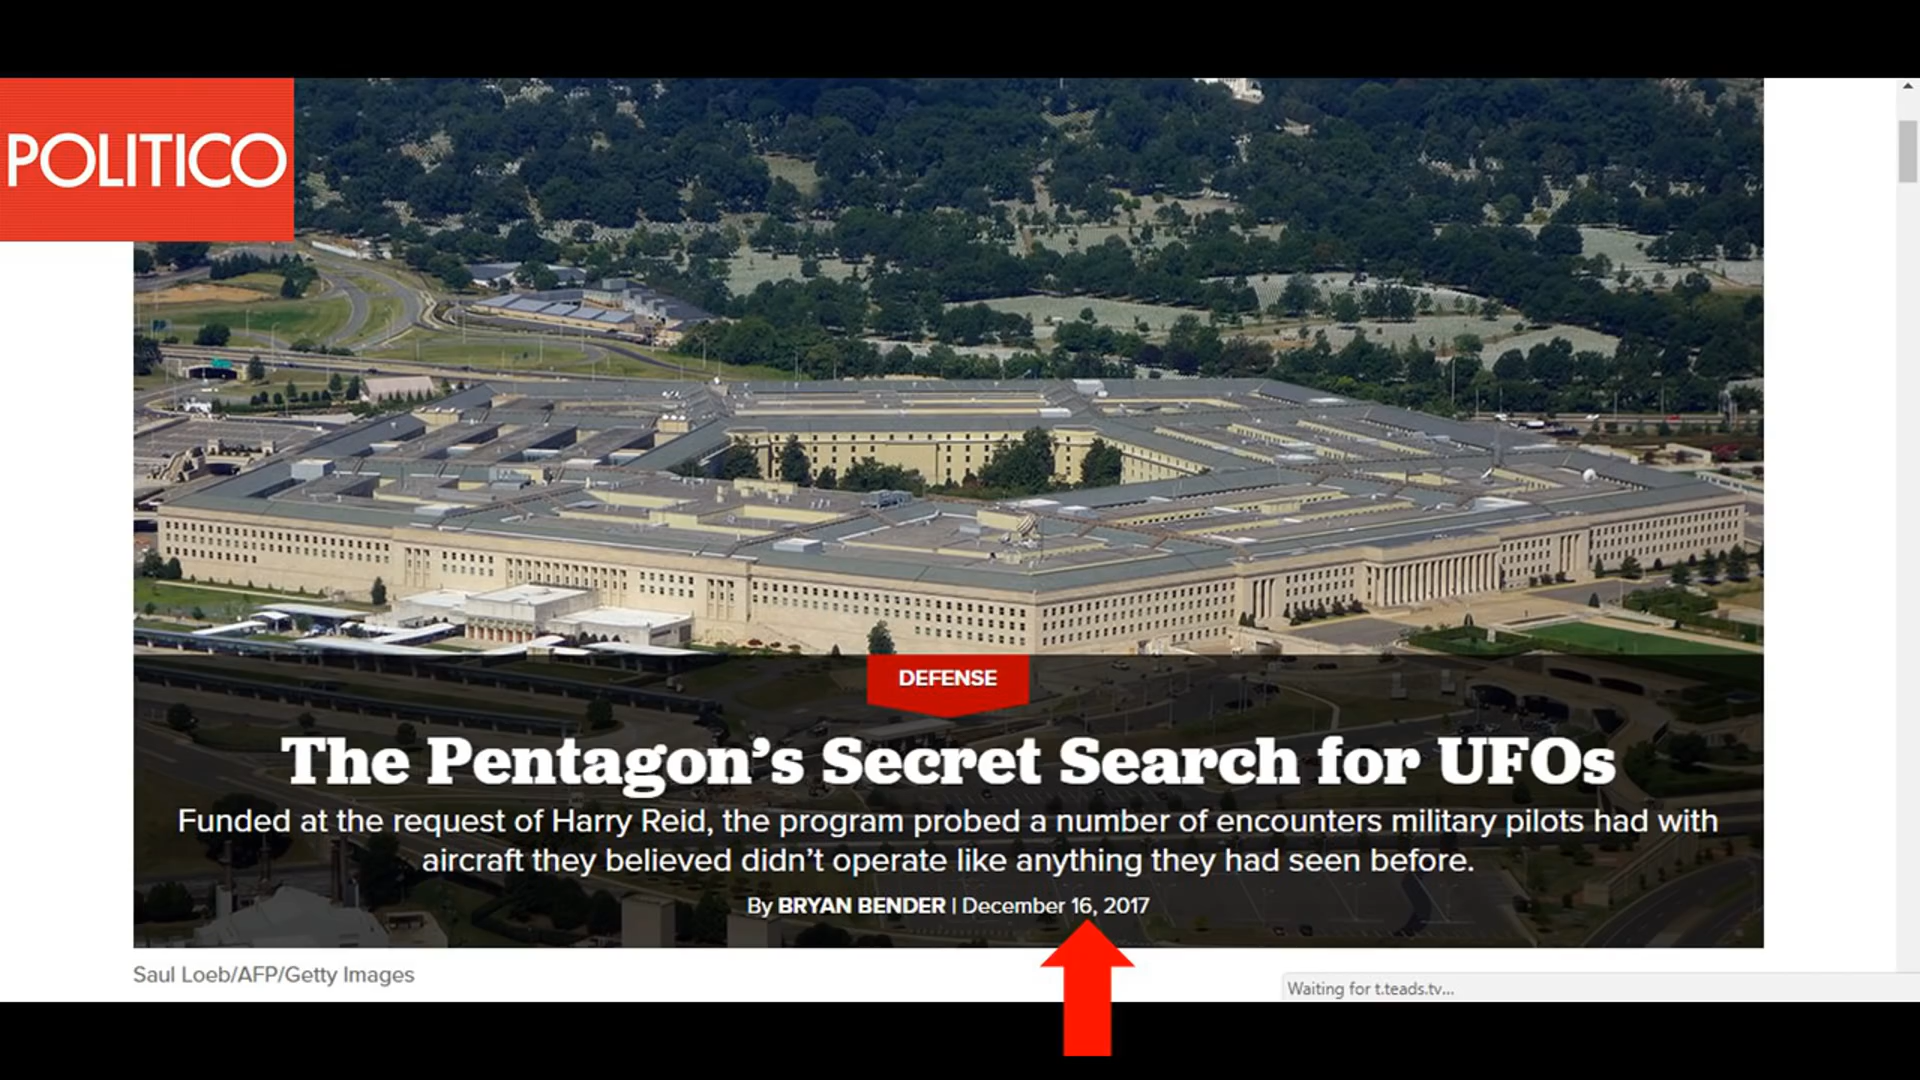 POLITICO
DEFENSE
The Pentagon's Secret Search for UFOs
Funded at the request of Harry Reid, the program probed a number of encounters military pilots had with
aircraft they believed didn't operate like anything they had seen before.
By BRYAN BENDER | December 16, 2017
Saul Loeb/AFP/Getty Images
Waiting for t.teads.tv...